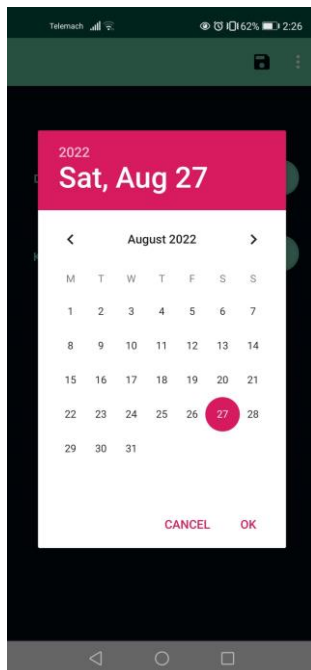 Telemach 62% 2:26
2022
Sat, Aug 27
August 2022
M T W T F S S
1 2 3 4 5 6 7
8 9 10 11 12 13 14
15 16 17 18 19 20 21
22 23 24 25 26 27 28
29 30 31
CANCEL OK